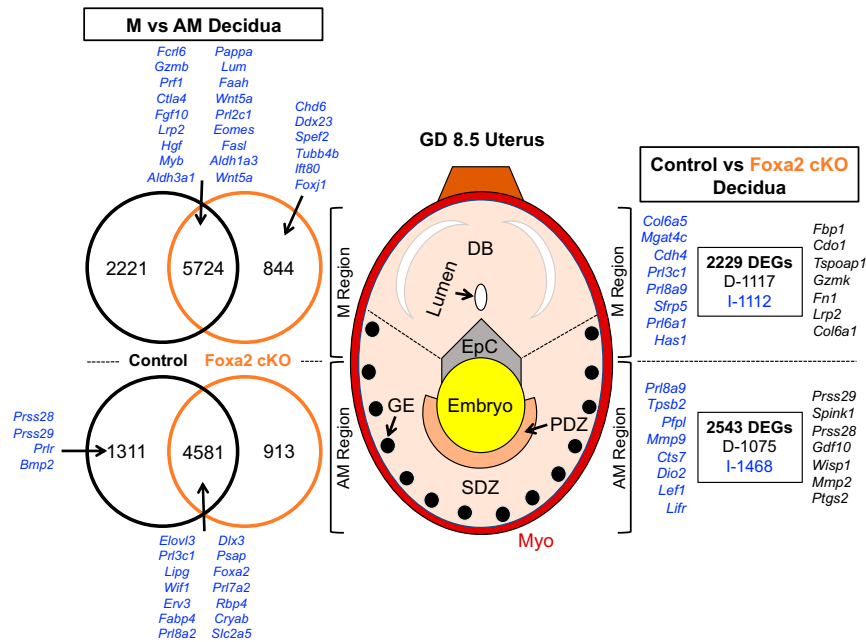 M vs AM Decidua
Fcrl6 Pappa
Gzmb Lum
Prf1 Faah
Ctla4 Wnt5a
Fgf10 Prl2c1
Lrp2 Eomes
Hgf Fasl
Myb Aldh1a3
Aldh3a1 Wnt5a
Chd6
Ddx23
Spef2
Tubb4b
Ift80
Foxj1
2221 5724 844
Control Foxa2 cKO
Prss28
Prss29
Prlr
Bmp2
1311 4581 913
Elovl3 Dlx3
Prl3c1 Psap
Lipg Foxa2
Wif1 Prl7a2
Erv3 Rbp4
Fabp4 Cryab
Prl8a2 Slc2a5
GD 8.5 Uterus
M Region
AM Region
DB
Lumen
EpC
Embryo
GE
PDZ
SDZ
Myo
M Region
AM Region
Control vs Foxa2 cKO
Decidua
Col6a5
Mgat4c
Cdh4
Prl3c1
Prl8a9
Sfrp5
Prl6a1
Has1
2229 DEGs
D-1117
I-1112
Fbp1
Cdo1
Tspoap1
Gzmk
Fn1
Lrp2
Col6a1
Prl8a9
Tpsb2
Pfpl
Mmp9
Cts7
Dio2
Lef1
Lifr
2543 DEGs
D-1075
I-1468
Prss29
Spink1
Prss28
Gdf10
Wisp1
Mmp2
Ptgs2